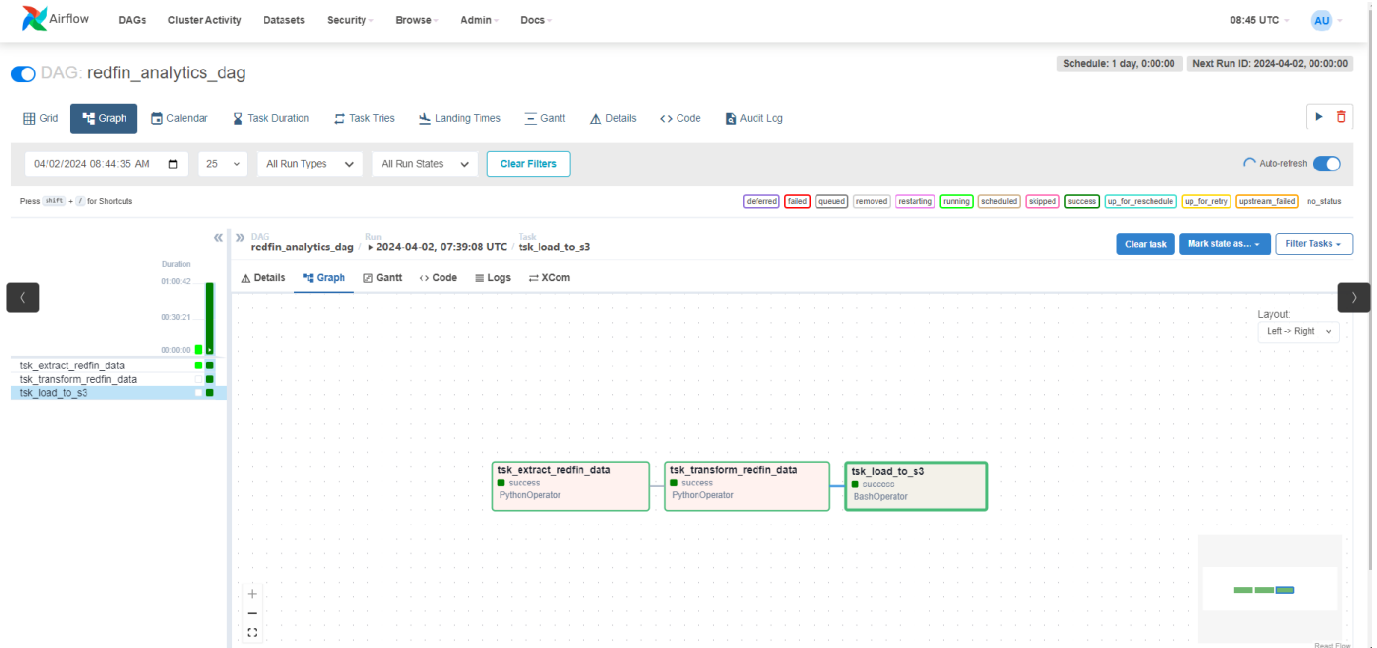 Airflow DAGs Cluster Activity Datasets Security Browse Admin Docs 08:45 UTC AU
DAG: redfin_analytics_dag Schedule: 1 day, 0:00:00 Next Run ID: 2024-04-02, 00:00:00
Grid Graph Calendar Task Duration Task Tries Landing Times Gantt Details <> Code Audit Log
04/02/2024 08:44:35 AM 25 All Run Types All Run States Clear Filters Auto-refresh
Press shift + / for Shortcuts deferred failed queued removed restarting running scheduled skipped success up_for_reschedule up_for_retry upstream_failed no_status
DAG Run Task
redfin_analytics_dag / 2024-04-02, 07:39:08 UTC / tsk_load_to_s3 Clear task Mark state as... Filter Tasks
Duration
01:00:42
00:30:21
00:00:00
tsk_extract_redfin_data
tsk_transform_redfin_data
tsk_load_to_s3
Details Graph Gantt <> Code Logs XCom
Layout:
Left -> Right
tsk_extract_redfin_data
success
PythonOperator
tsk_transform_redfin_data
success
PythonOperator
tsk_load_to_s3
success
BashOperator
React Flow